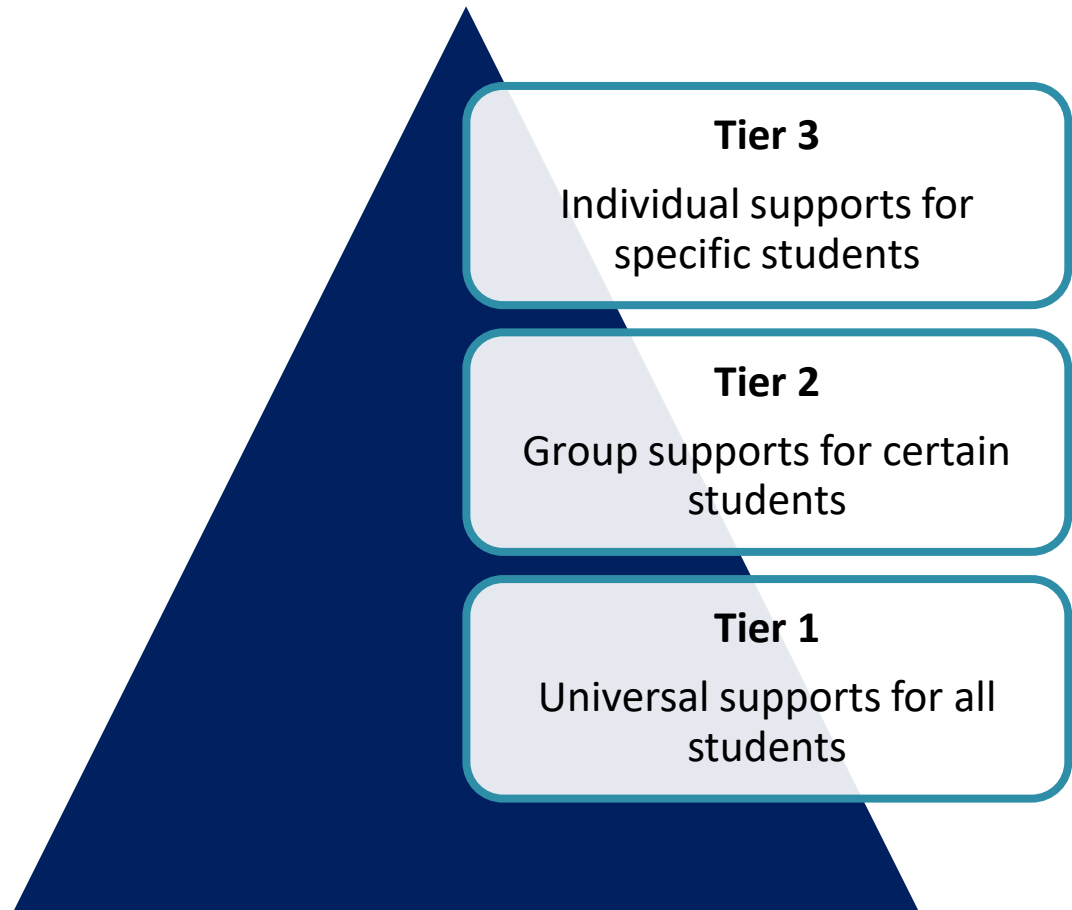 Tier 3
Individual supports for
specific students
Tier 2
Group supports for certain
students
Tier 1
Universal supports for all
students